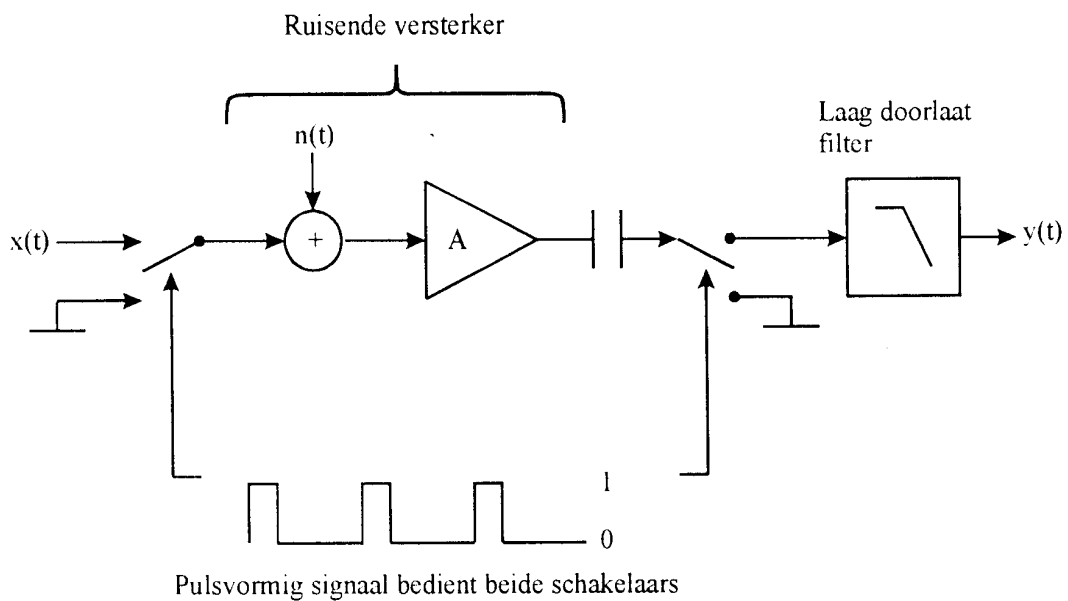 Ruisende versterker
n(t)
Laag doorlaat
filter
x(t)
+
A
y(t)
1
0
Pulsvormig signaal bedient beide schakelaars